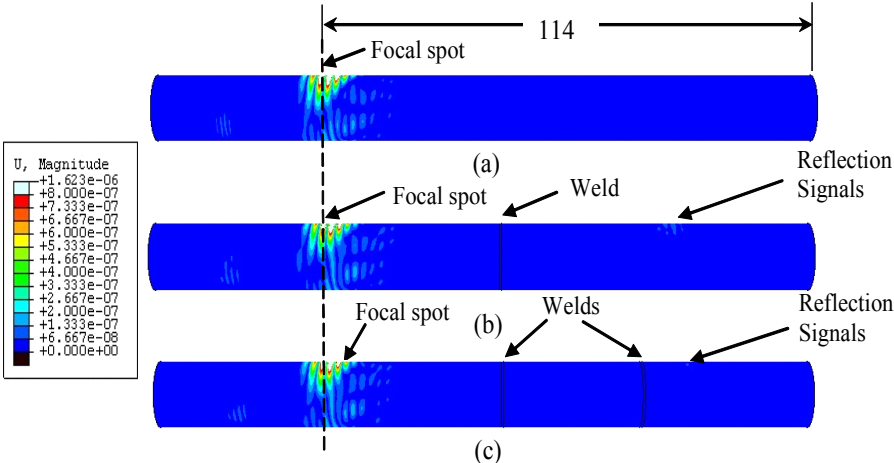 114
Focal spot
(a)
U, Magnitude
+1.623e-06
+8.000e-07
+7.333e-07
+6.667e-07
+6.000e-07
+5.333e-07
+4.667e-07
+4.000e-07
+3.333e-07
+2.667e-07
+2.000e-07
+1.333e-07
+6.667e-08
+0.000e+00
Focal spot
Weld
Reflection
Signals
(b)
Focal spot
Welds
Reflection
Signals
(c)